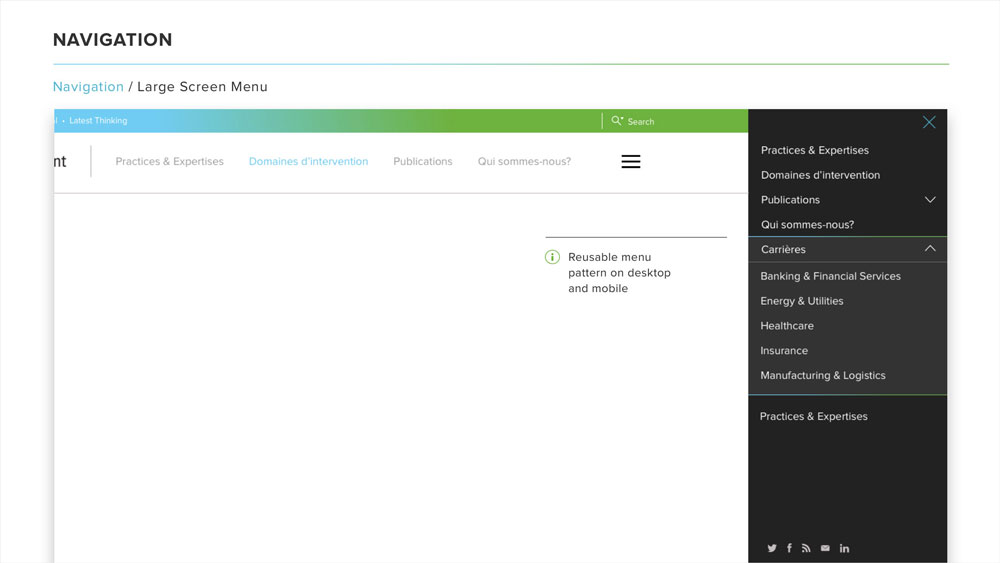 NAVIGATION
Navigation / Large Screen Menu
• Latest Thinking
Search
Practices & Expertises
Domaines d'intervention
Publications
Qui sommes-nous?
Reusable menu
pattern on desktop
and mobile
Practices & Expertises
Domaines d'intervention
Publications
Qui sommes-nous?
Carrières
Banking & Financial Services
Energy & Utilities
Healthcare
Insurance
Manufacturing & Logistics
Practices & Expertises